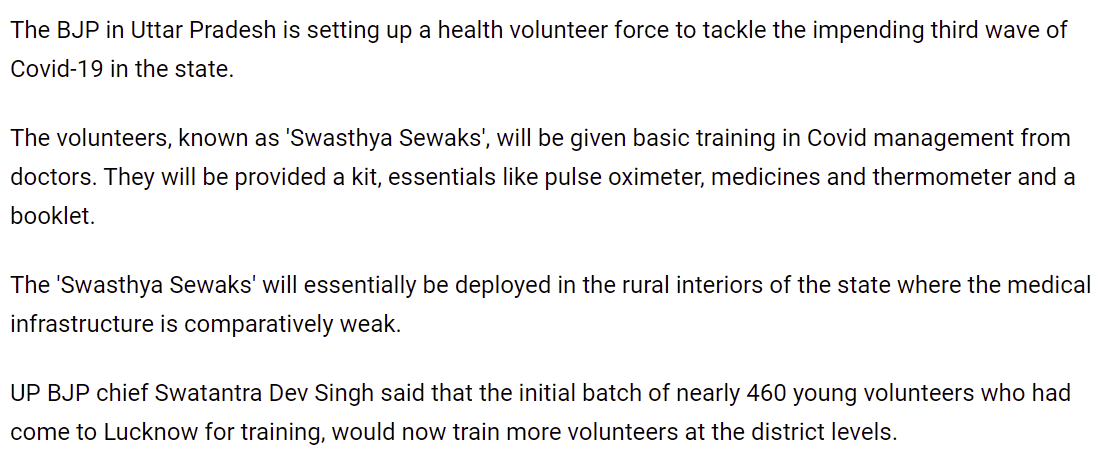 The BJP in Uttar Pradesh is setting up a health volunteer force to tackle the impending third wave of
Covid-19 in the state.
The volunteers, known as 'Swasthya Sewaks', will be given basic training in Covid management from
doctors. They will be provided a kit, essentials like pulse oximeter, medicines and thermometer and a
booklet.
The 'Swasthya Sewaks' will essentially be deployed in the rural interiors of the state where the medical
infrastructure is comparatively weak.
UP BJP chief Swatantra Dev Singh said that the initial batch of nearly 460 young volunteers who had
come to Lucknow for training, would now train more volunteers at the district levels.